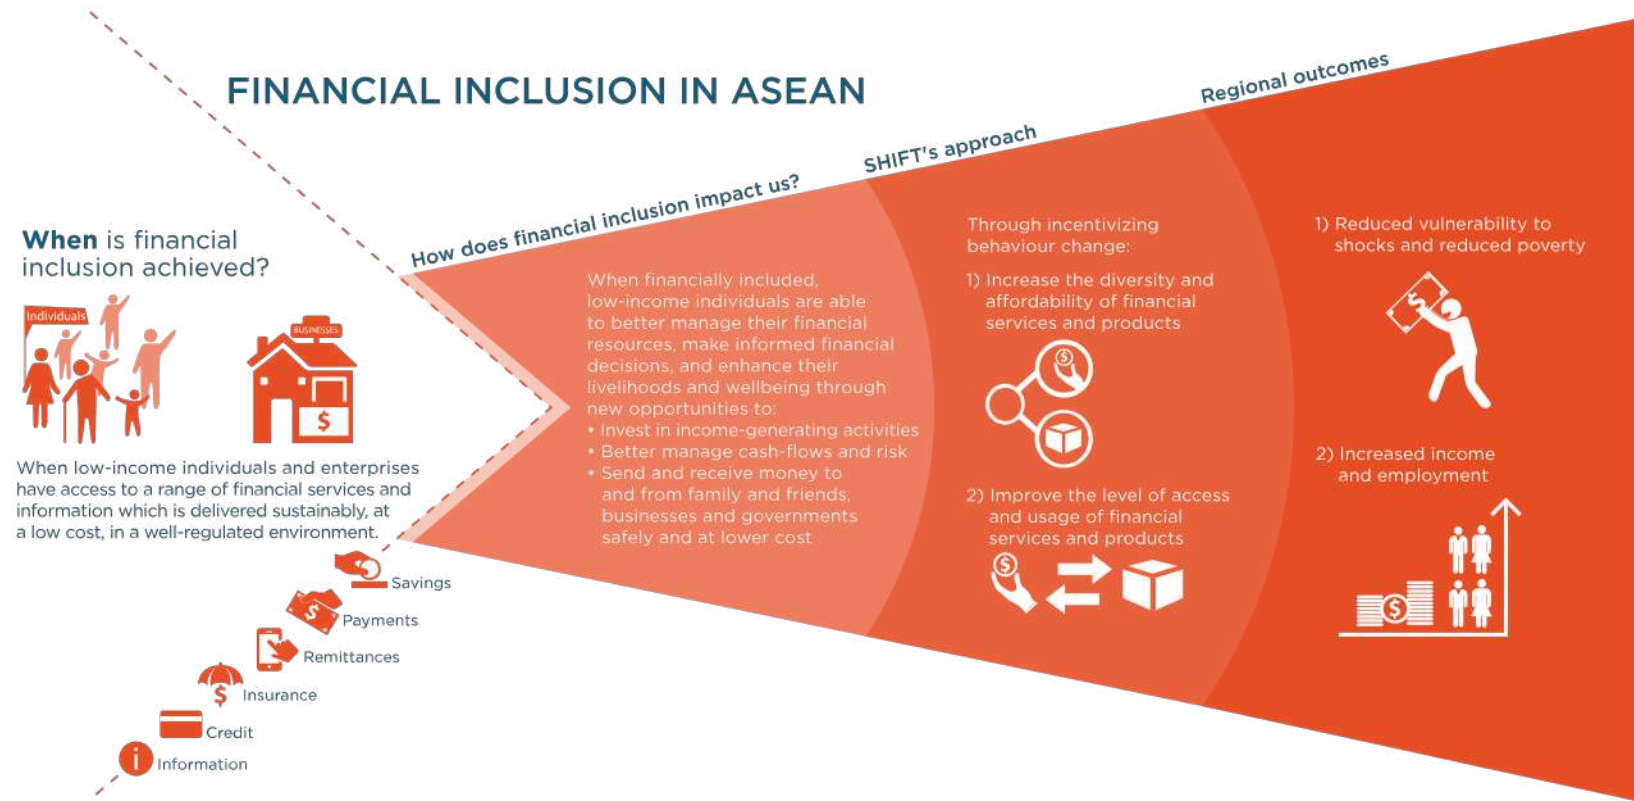 FINANCIAL INCLUSION IN ASEAN
When is financial
inclusion achieved?
Individuals
BUSINESSES
$
When low-income individuals and enterprises
have access to a range of financial services and
information which is delivered sustainably, at
a low cost, in a well-regulated environment.
Savings
$
Payments
Remittances
$
Insurance
Credit
i
Information
How does financial inclusion impact us?
When financially included,
low-income individuals are able
to better manage their financial
resources, make informed financial
decisions, and enhance their
livelihoods and wellbeing through
new opportunities to:
• Invest in income-generating activities
• Better manage cash-flows and risk
• Send and receive money to
and from family and friends,
businesses and governments
safely and at lower cost
SHIFT's approach
Through incentivizing
behaviour change:
1) Increase the diversity and
affordability of financial
services and products
$
2) Improve the level of access
and usage of financial
services and products
$
Regional outcomes
1) Reduced vulnerability to
shocks and reduced poverty
$
2) Increased income
and employment
$